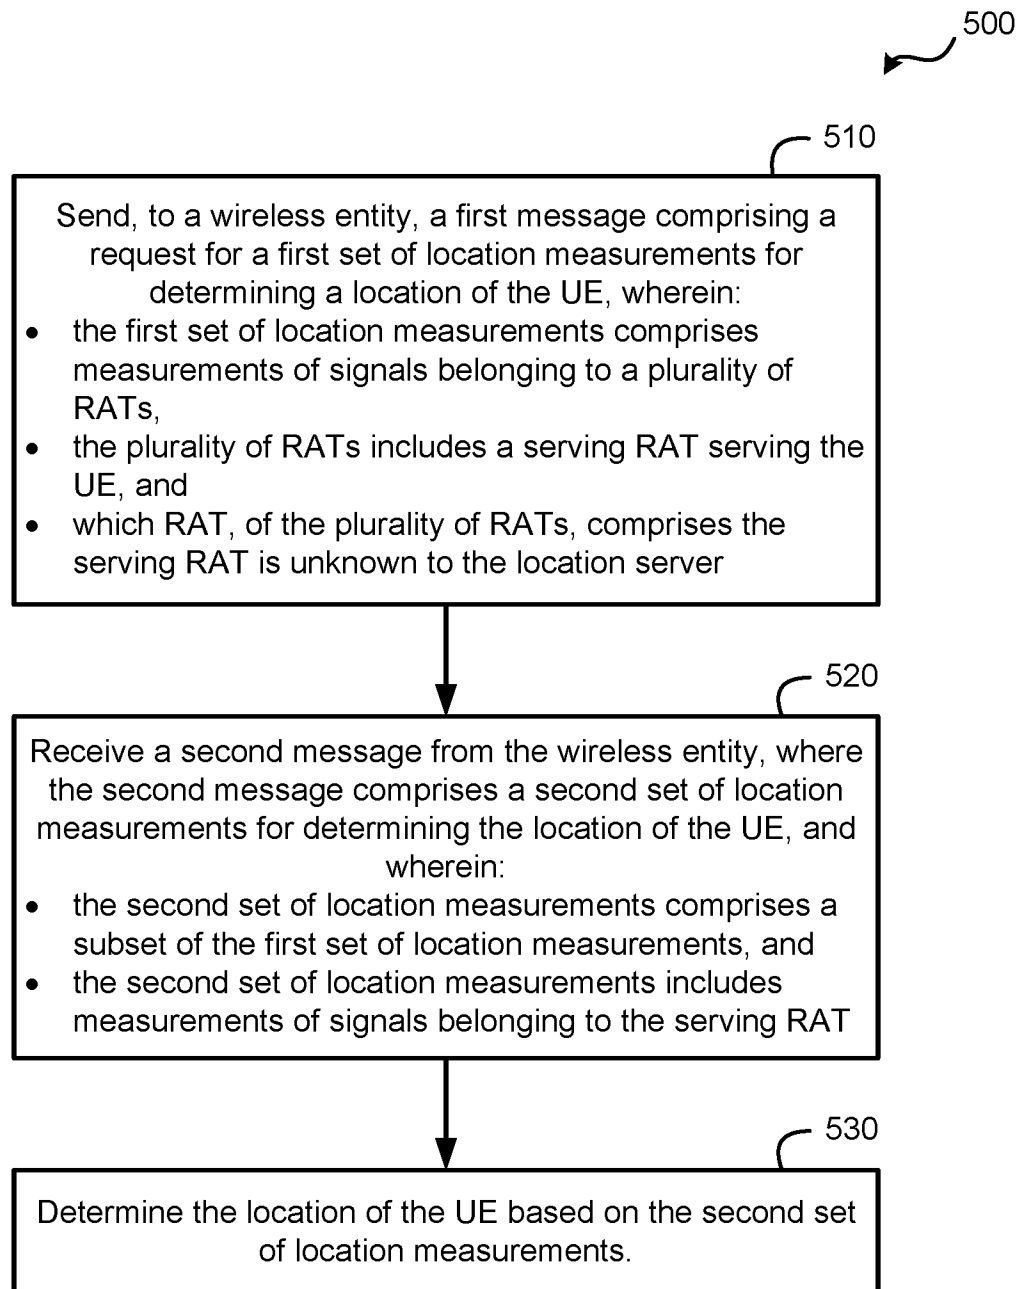 500
510
Send, to a wireless entity, a first message comprising a
request for a first set of location measurements for
determining a location of the UE, wherein:
• the first set of location measurements comprises
measurements of signals belonging to a plurality of
RATs,
• the plurality of RATs includes a serving RAT serving the
UE, and
• which RAT, of the plurality of RATs, comprises the
serving RAT is unknown to the location server
520
Receive a second message from the wireless entity, where
the second message comprises a second set of location
measurements for determining the location of the UE, and
wherein:
• the second set of location measurements comprises a
subset of the first set of location measurements, and
• the second set of location measurements includes
measurements of signals belonging to the serving RAT
530
Determine the location of the UE based on the second set
of location measurements.